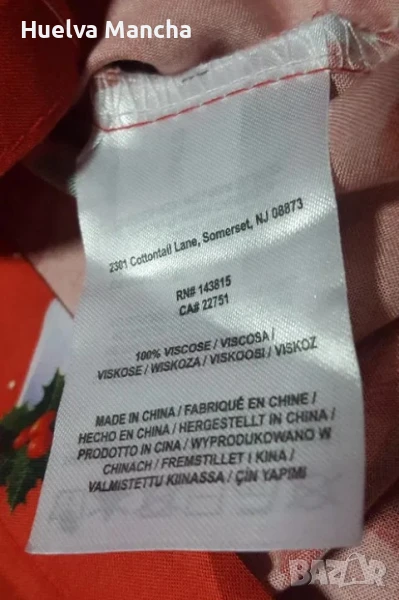 Huelva Mancha
2301 Cottontail Lane, Somerset, NJ 08873
RN# 143815
CA# 22751
100% VISCOSE / VISCOSA /
VISKOSE / WISKOZA / VISKOOSI / VISKOZ
MADE IN CHINA / FABRIQUÉ EN CHINE /
HECHO EN CHINA / HERGESTELLT IN CHINA /
PRODOTTO IN CINA / WYPRODUKOWANO W
CHINACH / FREMSTILLET I KINA /
VALMISTETTU KIINASSA / ÇIN YAPIMI
BAZAR